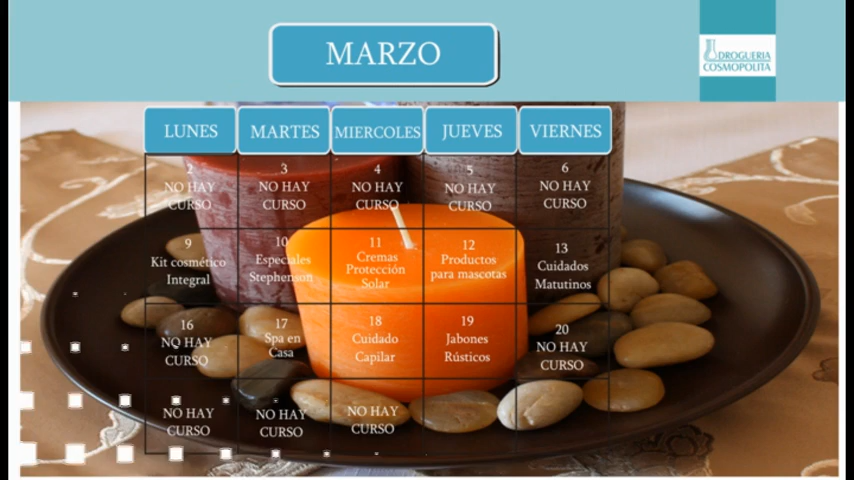 MARZO
DROGUERIA
COSMOPOLITA
LUNES
MARTES
MIERCOLES
JUEVES
VIERNES
2
NO HAY
CURSO
3
NO HAY
CURSO
4
NO HAY
CURSO
5
NO HAY
CURSO
6
NO HAY
CURSO
9
Kit cosmético
Integral
10
Especiales
Stephenson
11
Cremas
Protección
Solar
12
Productos
para mascotas
13
Cuidados
Matutinos
16
NO HAY
CURSO
17
Spa en
Casa
18
Cuidado
Capilar
19
Jabones
Rústicos
20
NO HAY
CURSO
NO HAY
CURSO
NO HAY
CURSO
NO HAY
CURSO